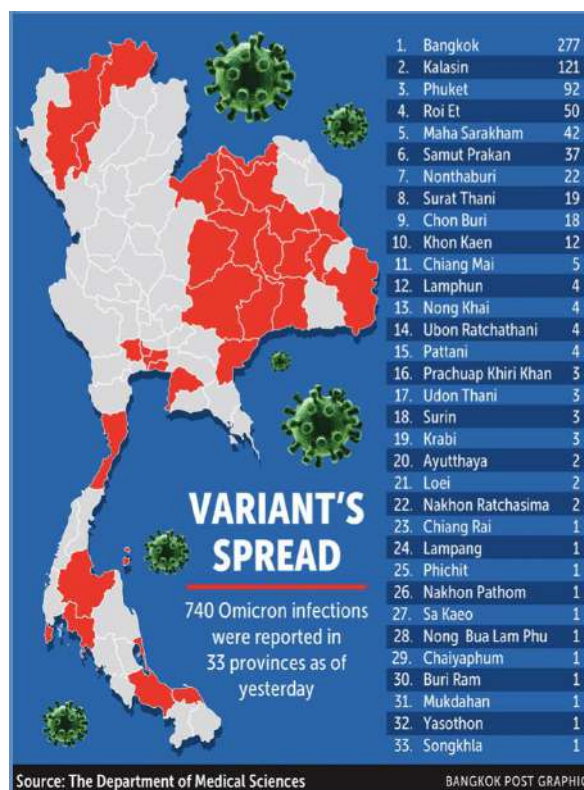 1. Bangkok 277
2. Kalasin 121
3. Phuket 92
4. Roi Et 50
5. Maha Sarakham 42
6. Samut Prakan 37
7. Nonthaburi 22
8. Surat Thani 19
9. Chon Buri 18
10. Khon Kaen 12
11. Chiang Mai 5
12. Lamphun 4
13. Nong Khai 4
14. Ubon Ratchathani 4
15. Pattani 4
16. Prachuap Khiri Khan 3
17. Udon Thani 3
18. Surin 3
19. Krabi 3
20. Ayutthaya 2
21. Loei 2
22. Nakhon Ratchasima 2
23. Chiang Rai 1
24. Lampang 1
25. Phichit 1
26. Nakhon Pathom 1
27. Sa Kaeo 1
28. Nong Bua Lam Phu 1
29. Chaiyaphum 1
30. Buri Ram 1
31. Mukdahan 1
32. Yasothon 1
33. Songkhla 1
VARIANT'S
SPREAD
740 Omicron infections
were reported in
33 provinces as of
yesterday
Source: The Department of Medical Sciences
BANGKOK POST GRAPHIC